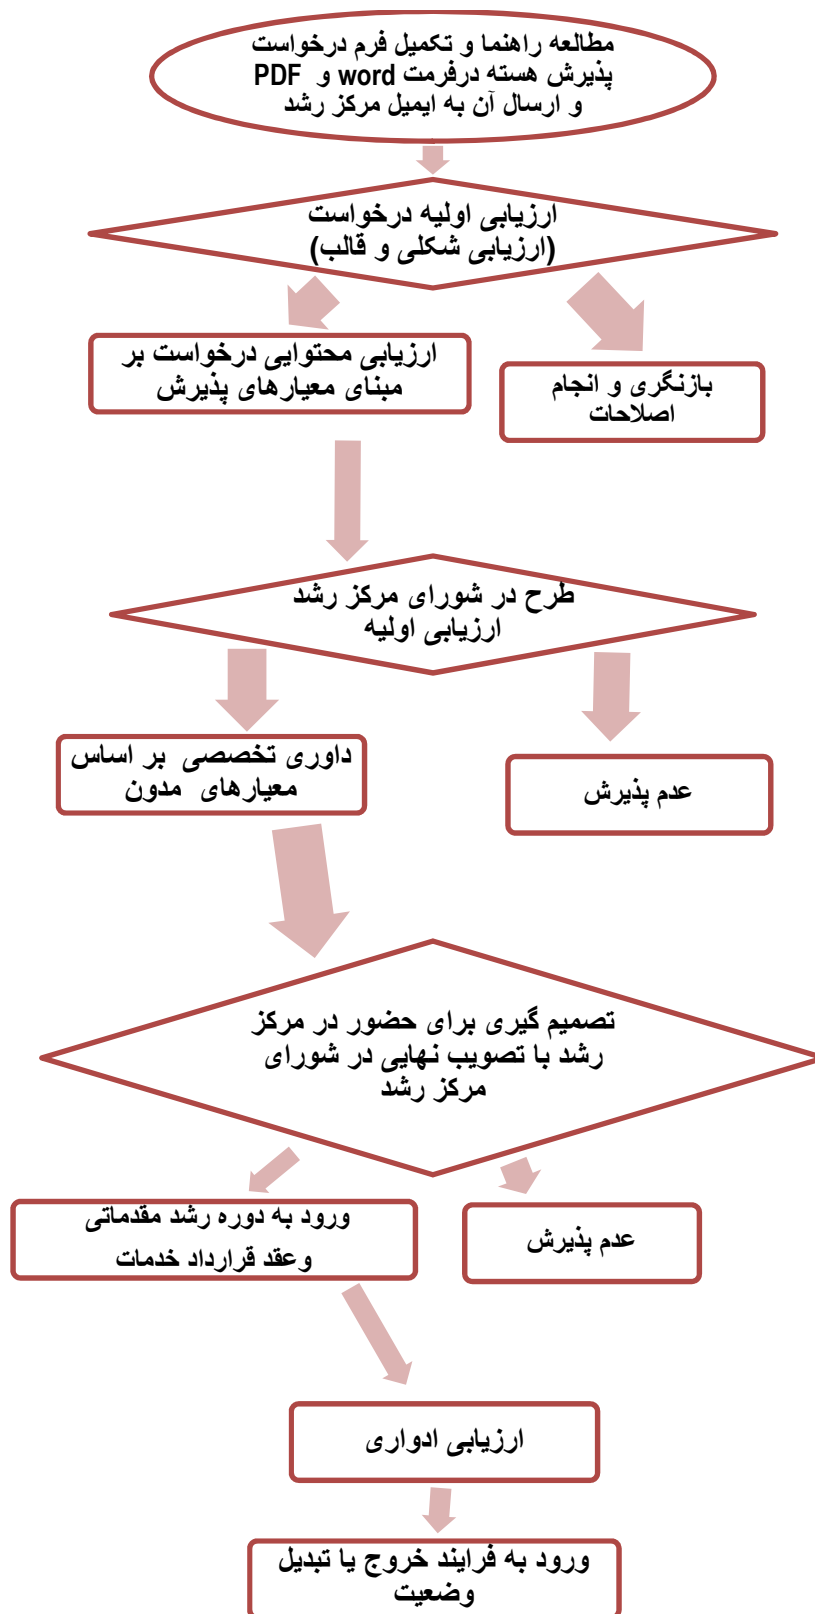 مطالعه راهنما و تکمیل فرم درخواست
پذیرش هسته درفرمت word و PDF
و ارسال آن به ایمیل مرکز رشد
ارزیابی اولیه درخواست
(ارزیابی شکلی و قالب)
ارزیابی محتوایی درخواست بر
مبنای معیارهای پذیرش
بازنگری و انجام
اصلاحات
طرح در شورای مرکز رشد
ارزیابی اولیه
داوری تخصصی بر اساس
معیارهای مدون
عدم پذیرش
تصمیم گیری برای حضور در مرکز
رشد با تصویب نهایی در شورای
مرکز رشد
ورود به دوره رشد مقدماتی
وعقد قرارداد خدمات
عدم پذیرش
ارزیابی ادواری
ورود به فرایند خروج یا تبدیل
وضعیت